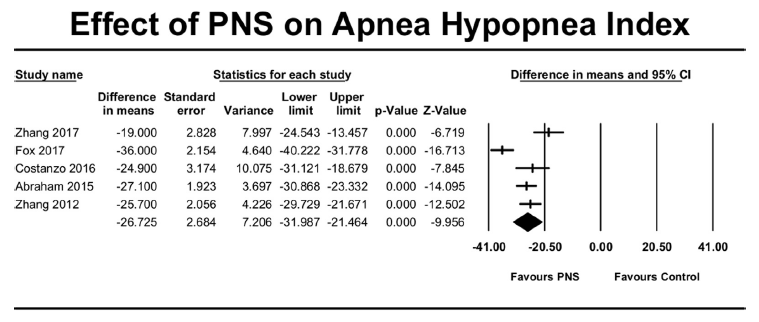 Effect of PNS on Apnea Hypopnea Index
Study name Statistics for each study Difference in means and 95% CI
Difference Standard Lower Upper
in means error Variance limit limit p-Value Z-Value
Zhang 2017 -19.000 2.828 7.997 -24.543 -13.457 0.000 -6.719
Fox 2017 -36.000 2.154 4.640 -40.222 -31.778 0.000 -16.713
Costanzo 2016 -24.900 3.174 10.075 -31.121 -18.679 0.000 -7.845
Abraham 2015 -27.100 1.923 3.697 -30.868 -23.332 0.000 -14.095
Zhang 2012 -25.700 2.056 4.226 -29.729 -21.671 0.000 -12.502
-26.725 2.684 7.206 -31.987 -21.464 0.000 -9.956
-41.00 -20.50 0.00 20.50 41.00
Favours PNS Favours Control